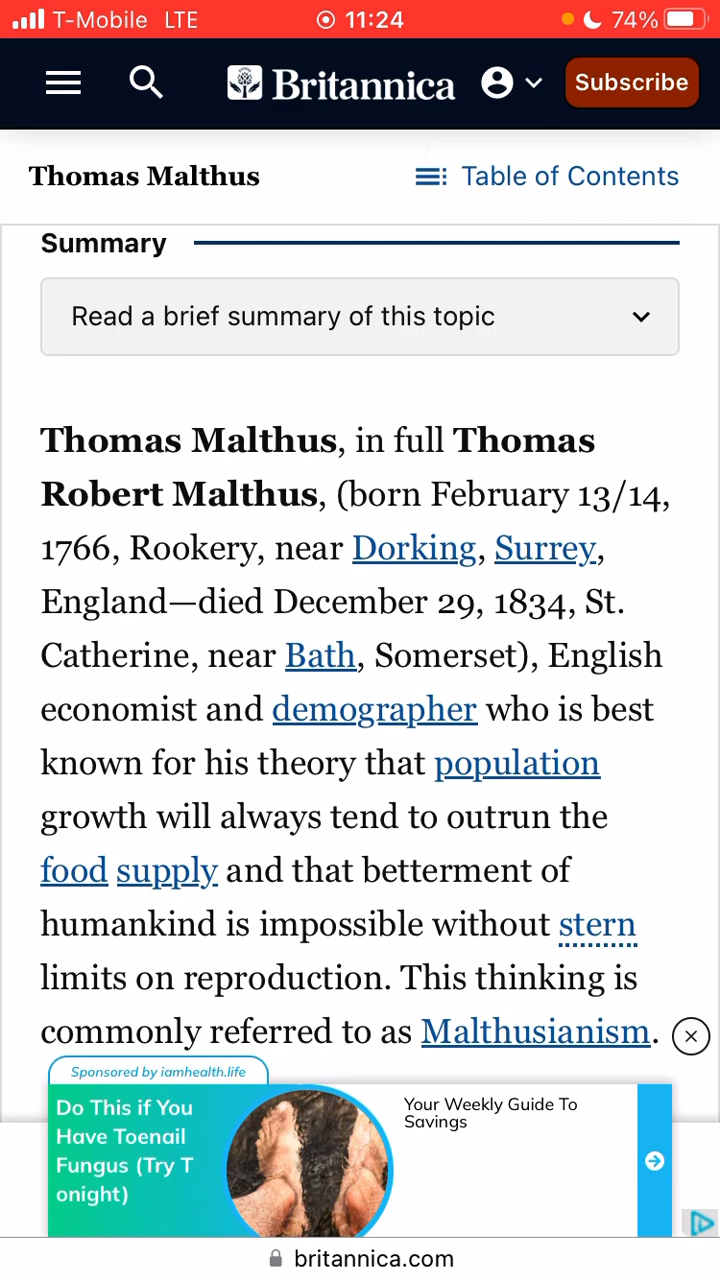 T-Mobile LTE 11:24 74%
Britannica Subscribe
Thomas Malthus Table of Contents
Summary
Read a brief summary of this topic
Thomas Malthus, in full Thomas
Robert Malthus, (born February 13/14,
1766, Rookery, near Dorking, Surrey,
England—died December 29, 1834, St.
Catherine, near Bath, Somerset), English
economist and demographer who is best
known for his theory that population
growth will always tend to outrun the
food supply and that betterment of
humankind is impossible without stern
limits on reproduction. This thinking is
commonly referred to as Malthusianism.
Sponsored by iamhealth.life
Do This if You
Have Toenail
Fungus (Try T
onight)
Your Weekly Guide To
Savings
britannica.com